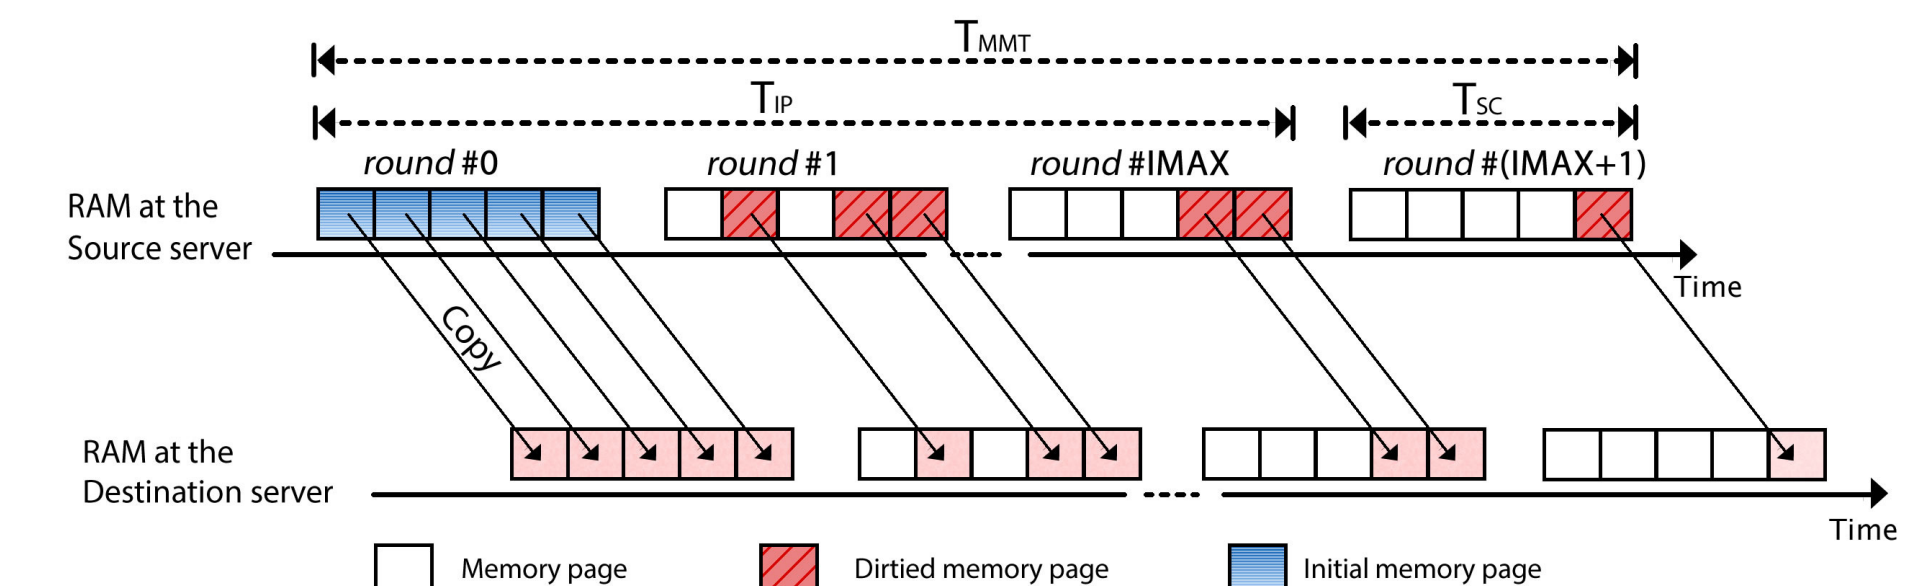 TMMT
TIP
TSC
round #0
round #1
round #IMAX
round #(IMAX+1)
RAM at the
Source server
Time
Copy
RAM at the
Destination server
Time
Memory page
Dirtied memory page
Initial memory page